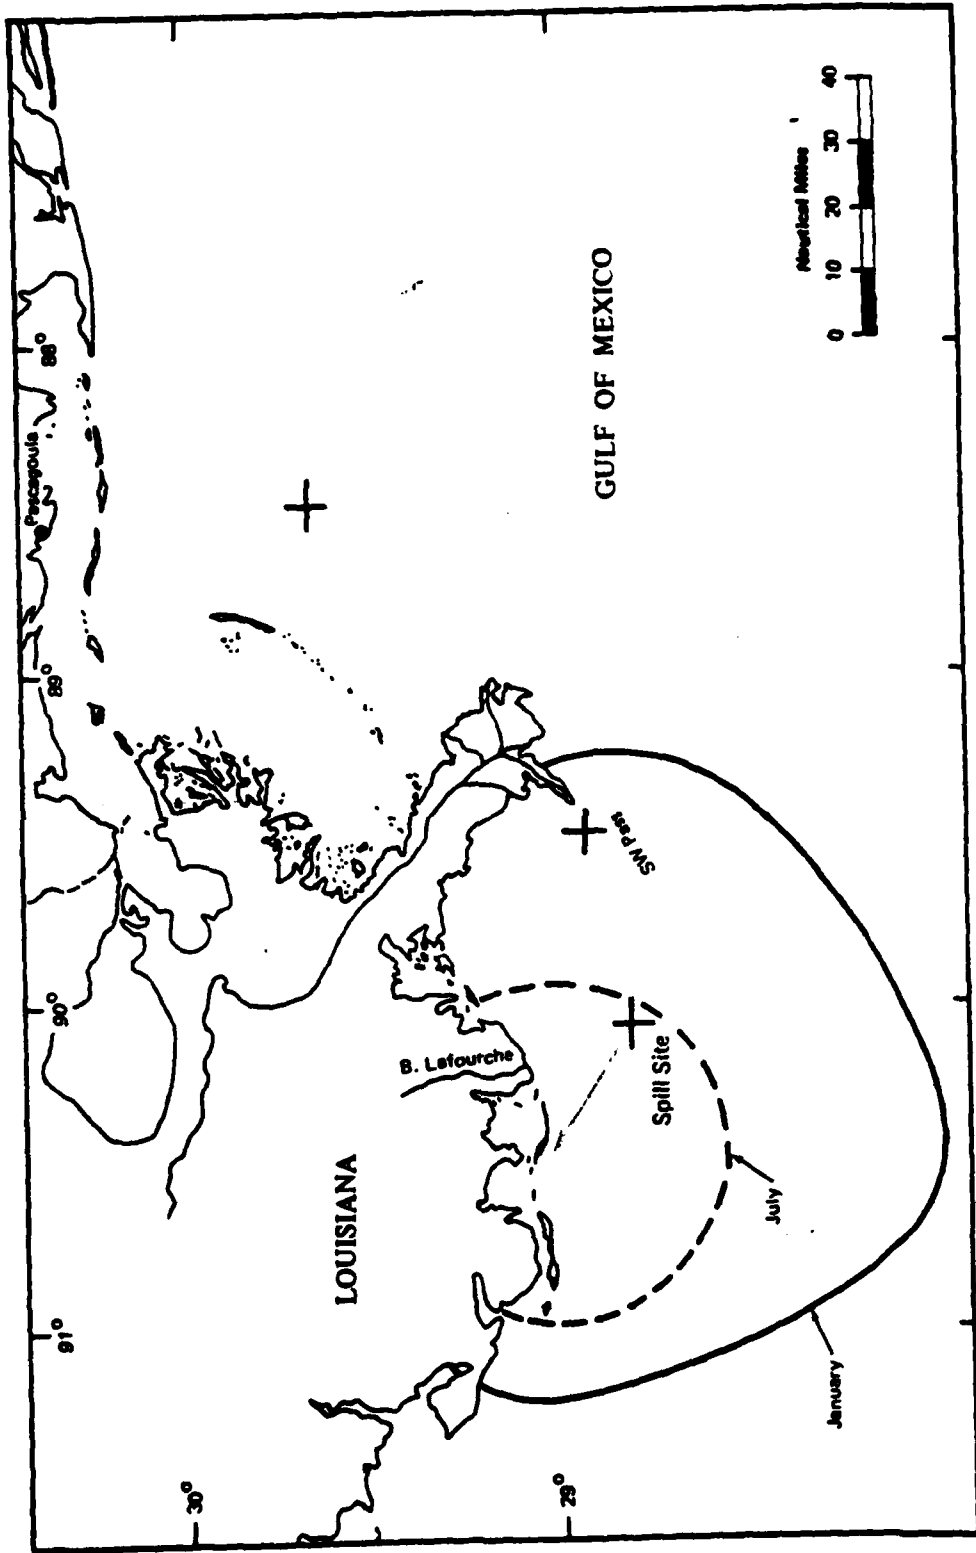 Pascagoula
91°
90°
89°
88°
30°
29°
LOUISIANA
B. Lafourche
GULF OF MEXICO
SW Pass
Spill Site
July
January
Nautical Miles
0 10 20 30 40